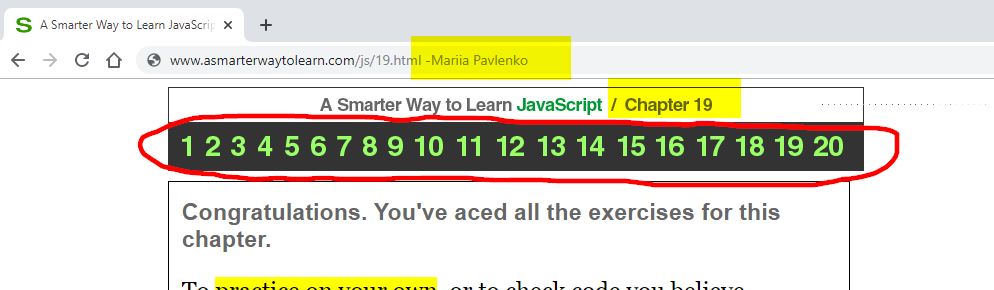 A Smarter Way to Learn JavaScrip
www.asmarterwaytolearn.com/js/19.html -Mariia Pavlenko
A Smarter Way to Learn JavaScript / Chapter 19
1 2 3 4 5 6 7 8 9 10 11 12 13 14 15 16 17 18 19 20
Congratulations. You've aced all the exercises for this
chapter.
To practice on your own, or to check code you believe